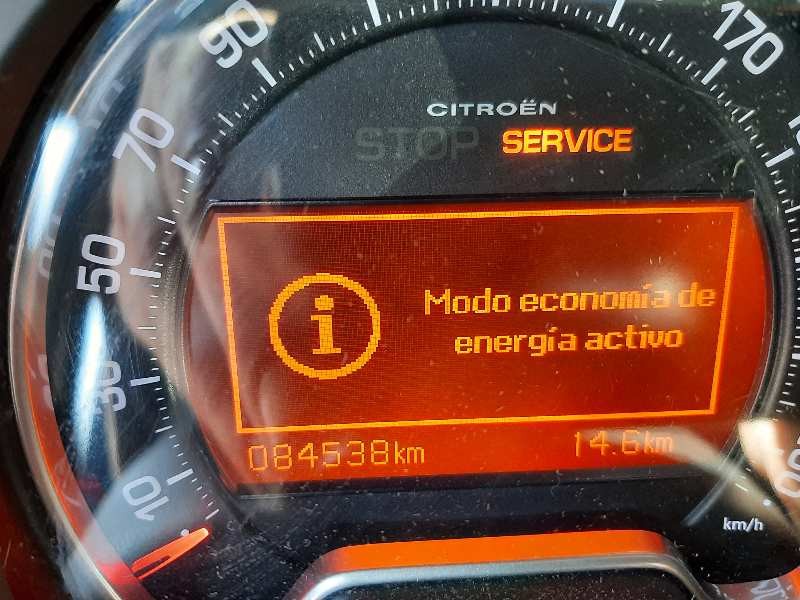 90
170
70
CITROËN
STOP SERVICE
50
Modo economía de
energía activo
30
084538km 14.6km
10
km/h